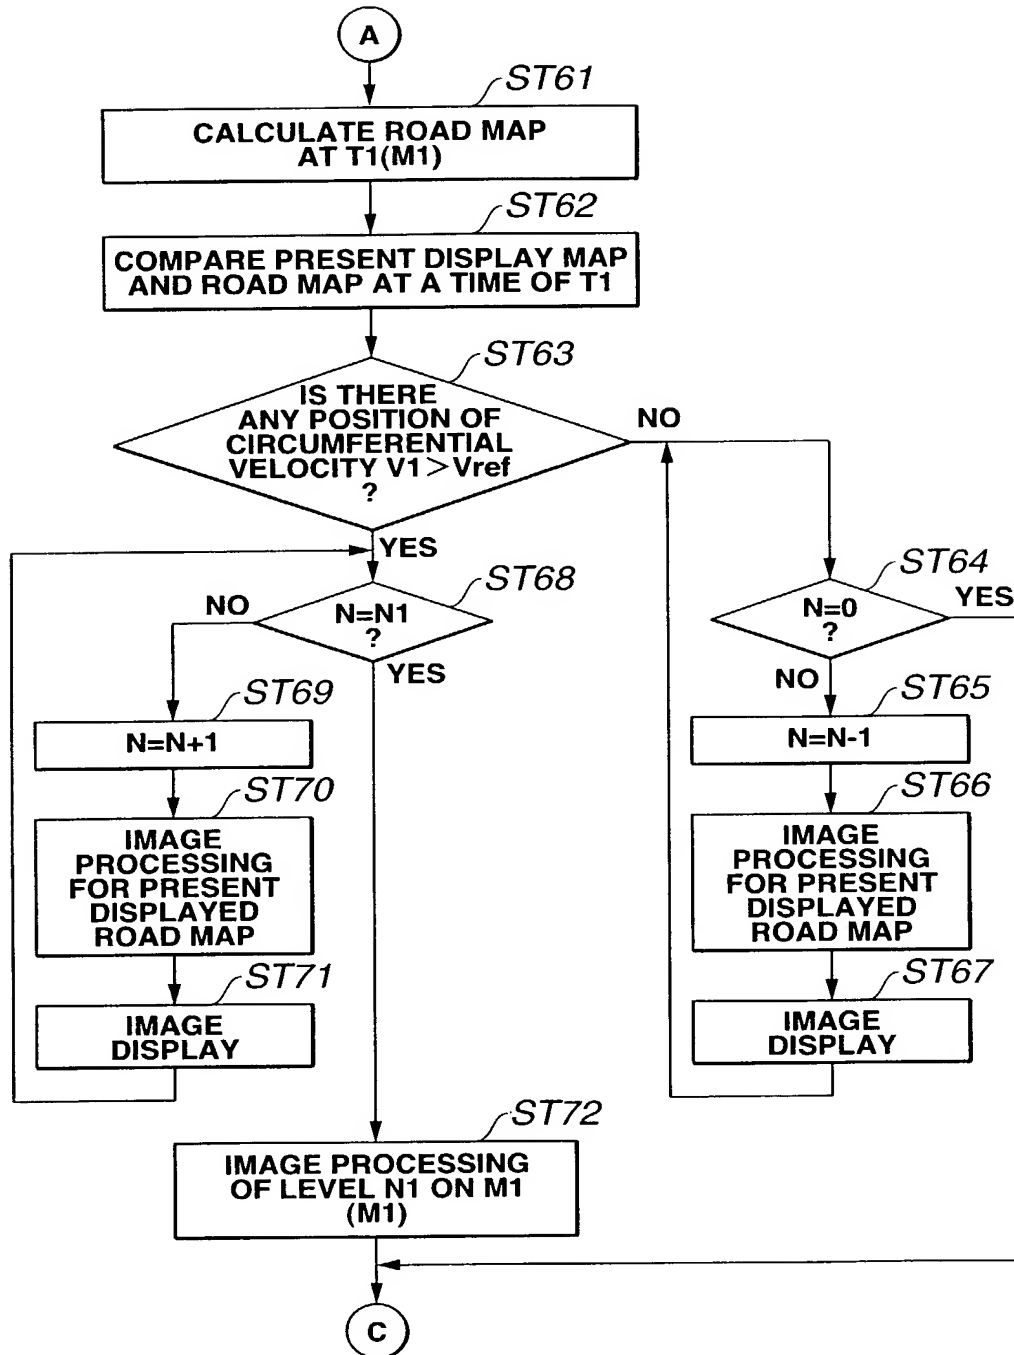 A
ST61
CALCULATE ROAD MAP
AT T1(M1)
ST62
COMPARE PRESENT DISPLAY MAP
AND ROAD MAP AT A TIME OF T1
ST63
IS THERE
ANY POSITION OF
CIRCUMFERENTIAL
VELOCITY V1>Vref
?
NO
YES
ST68
N=N1
?
NO
YES
ST69
N=N+1
ST70
IMAGE
PROCESSING
FOR PRESENT
DISPLAYED
ROAD MAP
ST71
IMAGE
DISPLAY
ST64
N=0
?
YES
NO
ST65
N=N-1
ST66
IMAGE
PROCESSING
FOR PRESENT
DISPLAYED
ROAD MAP
ST67
IMAGE
DISPLAY
ST72
IMAGE PROCESSING
OF LEVEL N1 ON M1
(M1)
C